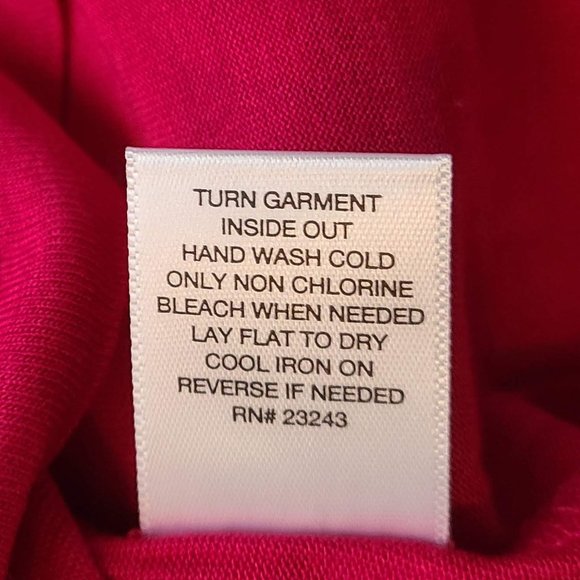 TURN GARMENT
INSIDE OUT
HAND WASH COLD
ONLY NON CHLORINE
BLEACH WHEN NEEDED
LAY FLAT TO DRY
COOL IRON ON
REVERSE IF NEEDED
RN# 23243